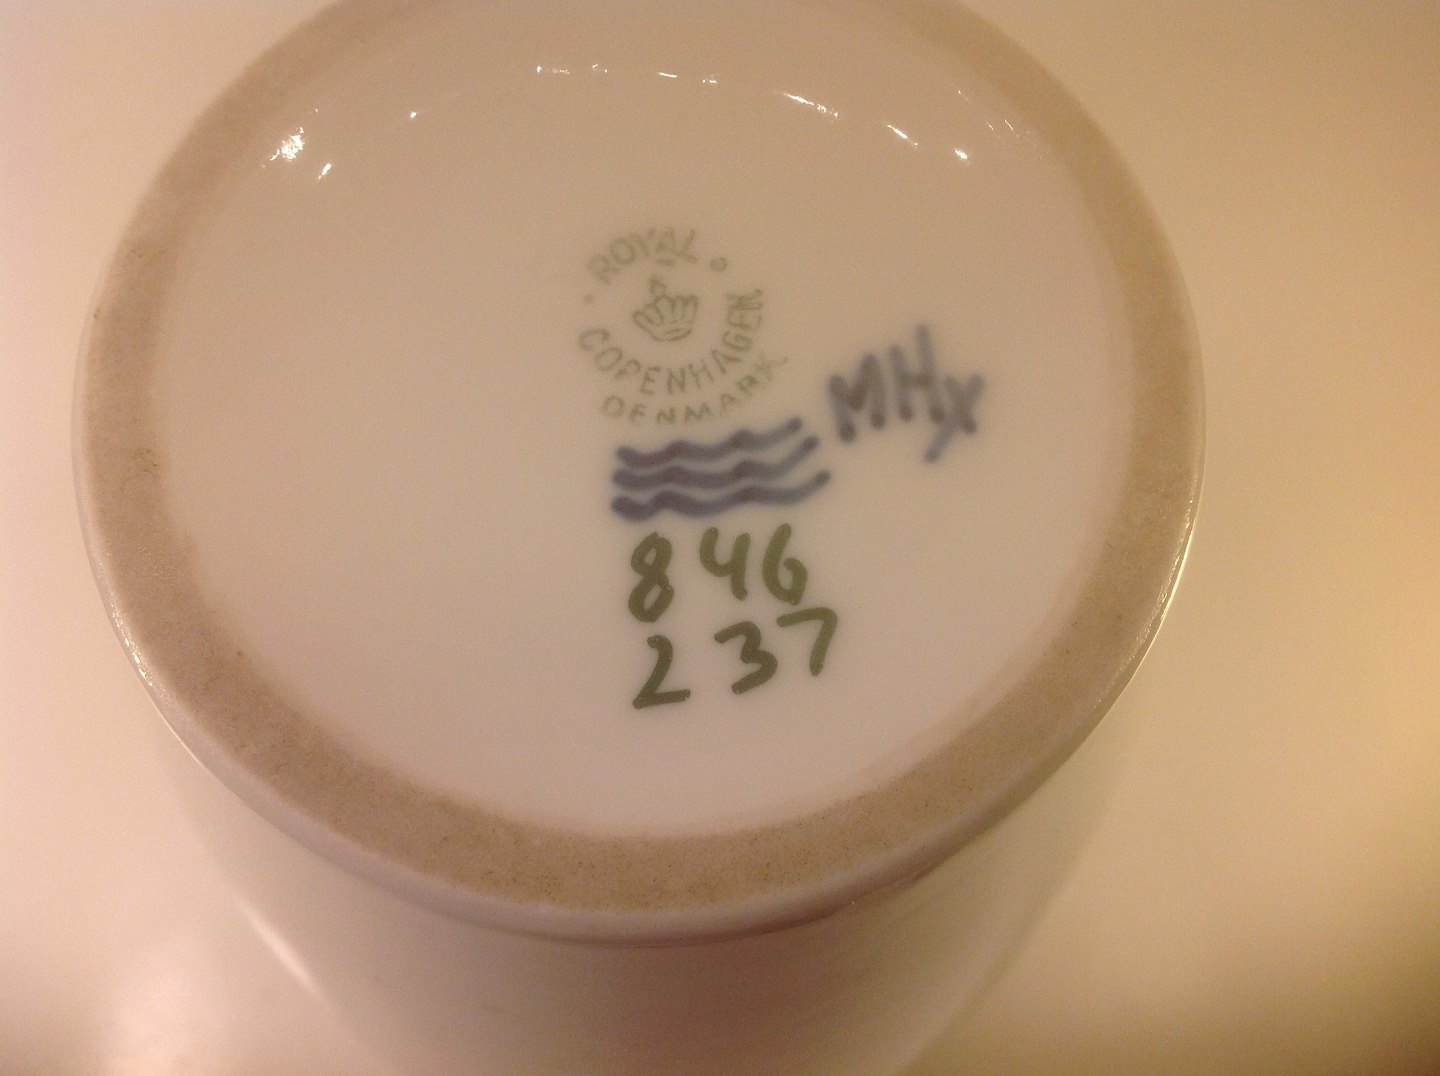 ROYAL
COPENHAGEN
DENMARK
MHX
846
237